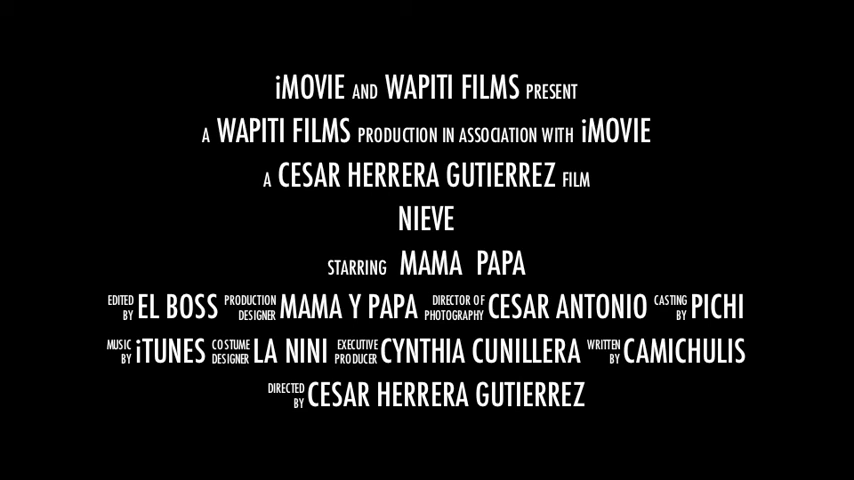 iMOVIE AND WAPITI FILMS PRESENT
A WAPITI FILMS PRODUCTION IN ASSOCIATION WITH iMOVIE
A CESAR HERRERA GUTIERREZ FILM
NIEVE
STARRING MAMA PAPA
EDITED BY EL BOSS PRODUCTION DESIGNER MAMA Y PAPA DIRECTOR OF PHOTOGRAPHY CESAR ANTONIO CASTING BY PICHI
MUSIC BY iTUNES COSTUME DESIGNER LA NINI EXECUTIVE PRODUCER CYNTHIA CUNILLERA WRITTEN BY CAMICHULIS
DIRECTED BY CESAR HERRERA GUTIERREZ